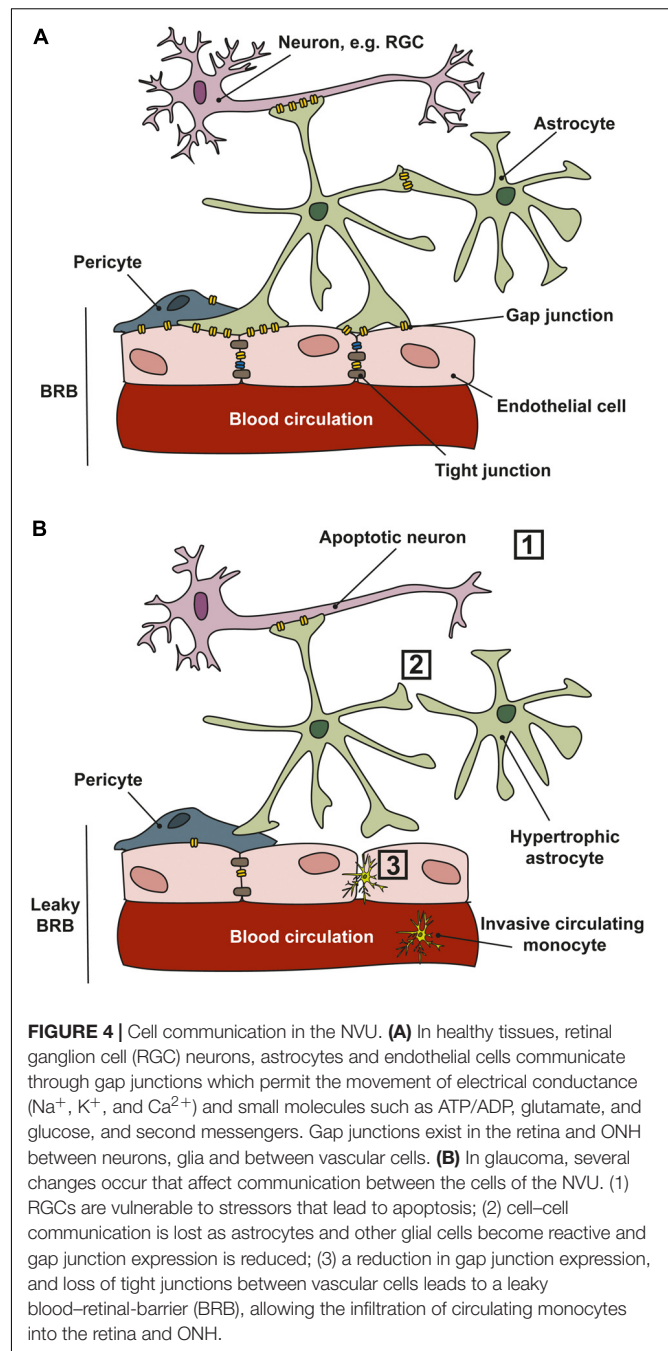 A
Neuron, e.g. RGC
Astrocyte
Pericyte
Gap junction
BRB
Endothelial cell
Blood circulation
Tight junction
B
Apoptotic neuron
1
2
Pericyte
Hypertrophic
astrocyte
3
Leaky
BRB
Invasive circulating
monocyte
Blood circulation
FIGURE 4 | Cell communication in the NVU. (A) In healthy tissues, retinal
ganglion cell (RGC) neurons, astrocytes and endothelial cells communicate
through gap junctions which permit the movement of electrical conductance
(Na+, K+, and Ca2+) and small molecules such as ATP/ADP, glutamate, and
glucose, and second messengers. Gap junctions exist in the retina and ONH
between neurons, glia and between vascular cells. (B) In glaucoma, several
changes occur that affect communication between the cells of the NVU. (1)
RGCs are vulnerable to stressors that lead to apoptosis; (2) cell–cell
communication is lost as astrocytes and other glial cells become reactive and
gap junction expression is reduced; (3) a reduction in gap junction expression,
and loss of tight junctions between vascular cells leads to a leaky
blood–retinal-barrier (BRB), allowing the infiltration of circulating monocytes
into the retina and ONH.